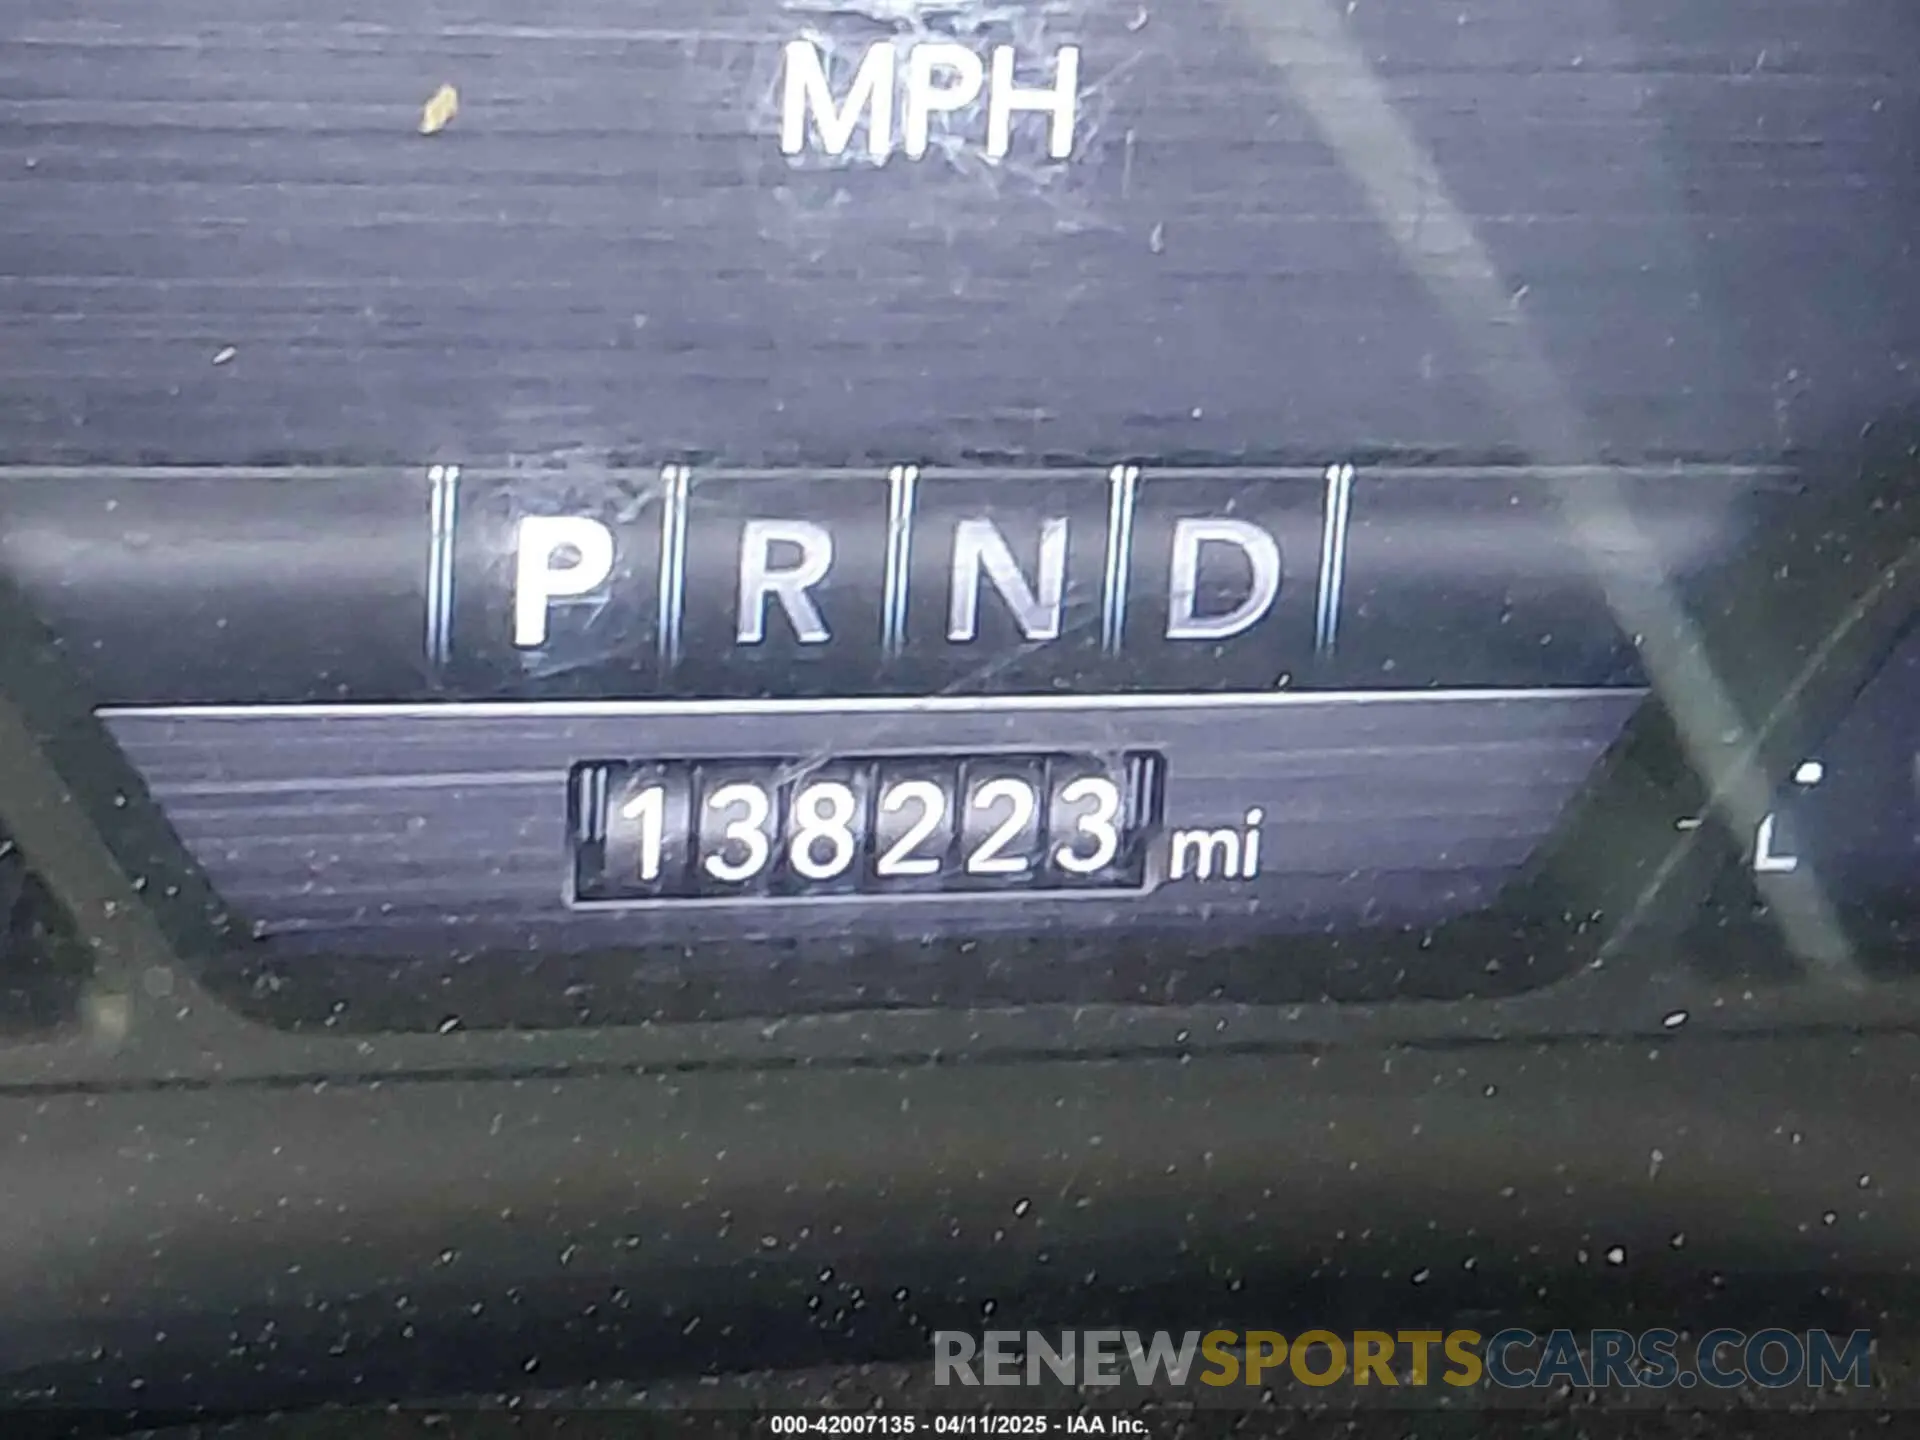 MPH
P R N D
138223 mi
L
RENEWSPORTSCARS.COM
000-42007135 - 04/11/2025 - IAA Inc.